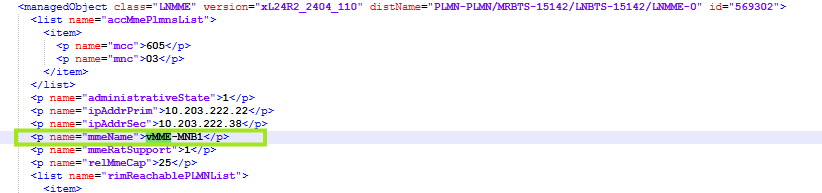 <managedObject class="LNMME" version="xL24R2_2404_110" distName="PLMN-PLMN/MRBTS-15142/LNBTS-15142/LNMME-0" id="569302">
<list name="accMmePlmnsList">
<item>
<p name="mcc">605</p>
<p name="mnc">03</p>
</item>
</list>
<p name="administrativeState">1</p>
<p name="ipAddrPrim">10.203.222.22</p>
<p name="ipAddrSec">10.203.222.38</p>
<p name="mmeName">vMME-MNB1</p>
<p name="mmeRatSupport">1</p>
<p name="relMmeCap">25</p>
<list name="rimReachablePLMNList">
<item>